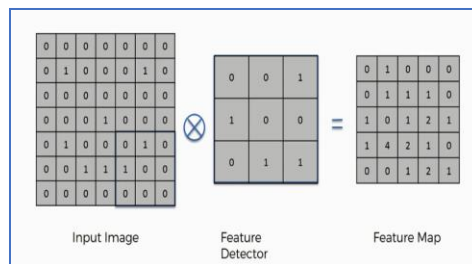 0 0 0 0 0 0 0
0 1 0 0 0 1 0
0 0 0 0 0 0 0
0 0 0 1 0 0 0
0 1 0 0 0 1 0
0 0 1 1 1 0 0
0 0 0 0 0 0 0
0 0 1
1 0 0
0 1 1
=
0 1 0 0 0
0 1 1 1 0
1 0 1 2 1
1 4 2 1 0
0 0 1 2 1
Input Image
Feature
Detector
Feature Map